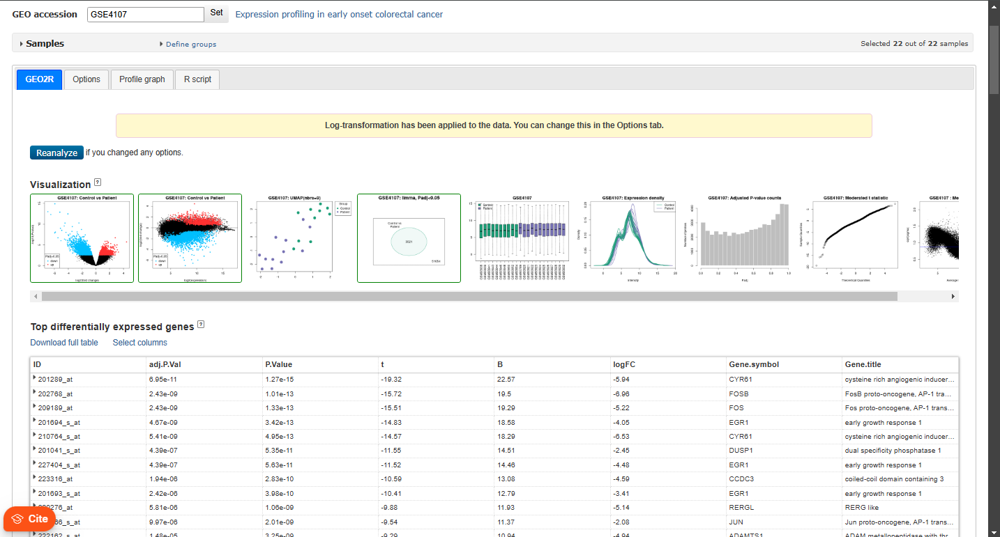 GEO accession GSE4107 Set Expression profiling in early onset colorectal cancer
Samples Define groups Selected 22 out of 22 samples
GEO2R Options Profile graph R script
Log-transformation has been applied to the data. You can change this in the Options tab.
Reanalyze if you changed any options.
Visualization ?
GSE4107: Control vs Patient
GSE4107: Control vs Patient
GSE4107: UMAP(nbrs=9)
GSE4107: limma, Padj<0.05
GSE4107
GSE4107: Expression density
GSE4107: Adjusted P-value counts
GSE4107: Moderated t statistic
GSE4107: Me
Top differentially expressed genes ?
Download full table Select columns
ID adj.P.Val P.Value t B logFC Gene.symbol Gene.title
201289_at 6.95e-11 1.27e-15 -19.32 22.57 -5.94 CYR61 cysteine rich angiogenic inducer...
202768_at 2.43e-09 1.01e-13 -15.72 19.5 -6.96 FOSB FosB proto-oncogene, AP-1 tra...
209189_at 2.43e-09 1.33e-13 -15.51 19.29 -5.22 FOS Fos proto-oncogene, AP-1 trans...
201694_s_at 4.67e-09 3.42e-13 -14.83 18.58 -4.05 EGR1 early growth response 1
210764_s_at 5.41e-09 4.95e-13 -14.57 18.29 -6.53 CYR61 cysteine rich angiogenic inducer...
201041_s_at 4.39e-07 5.35e-11 -11.55 14.51 -2.45 DUSP1 dual specificity phosphatase 1
227404_s_at 4.39e-07 5.63e-11 -11.52 14.46 -4.48 EGR1 early growth response 1
223316_at 1.94e-06 2.83e-10 -10.59 13.08 -4.59 CCDC3 coiled-coil domain containing 3
201693_s_at 2.42e-06 3.98e-10 -10.41 12.79 -3.41 EGR1 early growth response 1
0276_at 5.81e-06 1.06e-09 -9.88 11.93 -5.14 RERGL RERG like
66_s_at 9.97e-06 2.01e-09 -9.54 11.37 -2.08 JUN Jun proto-oncogene, AP-1 trans...
222162_s_at 1.48e-05 3.25e-09 -9.29 10.94 -4.94 ADAMTS1 ADAM metallopeptidase with thr...
Cite